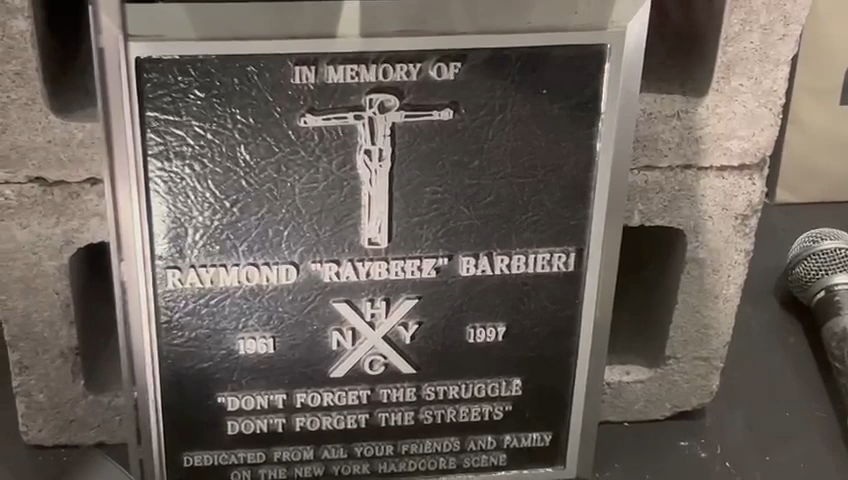 IN MEMORY OF
RAYMOND "RAYBEEZ" BARBIERI
H
1961 N Y 1997
C
"DON'T FORGET THE STRUGGLE
DON'T FORGET THE STREETS"
DEDICATED FROM ALL YOUR FRIENDS AND FAMILY
ON THE NEW YORK HARDCORE SCENE